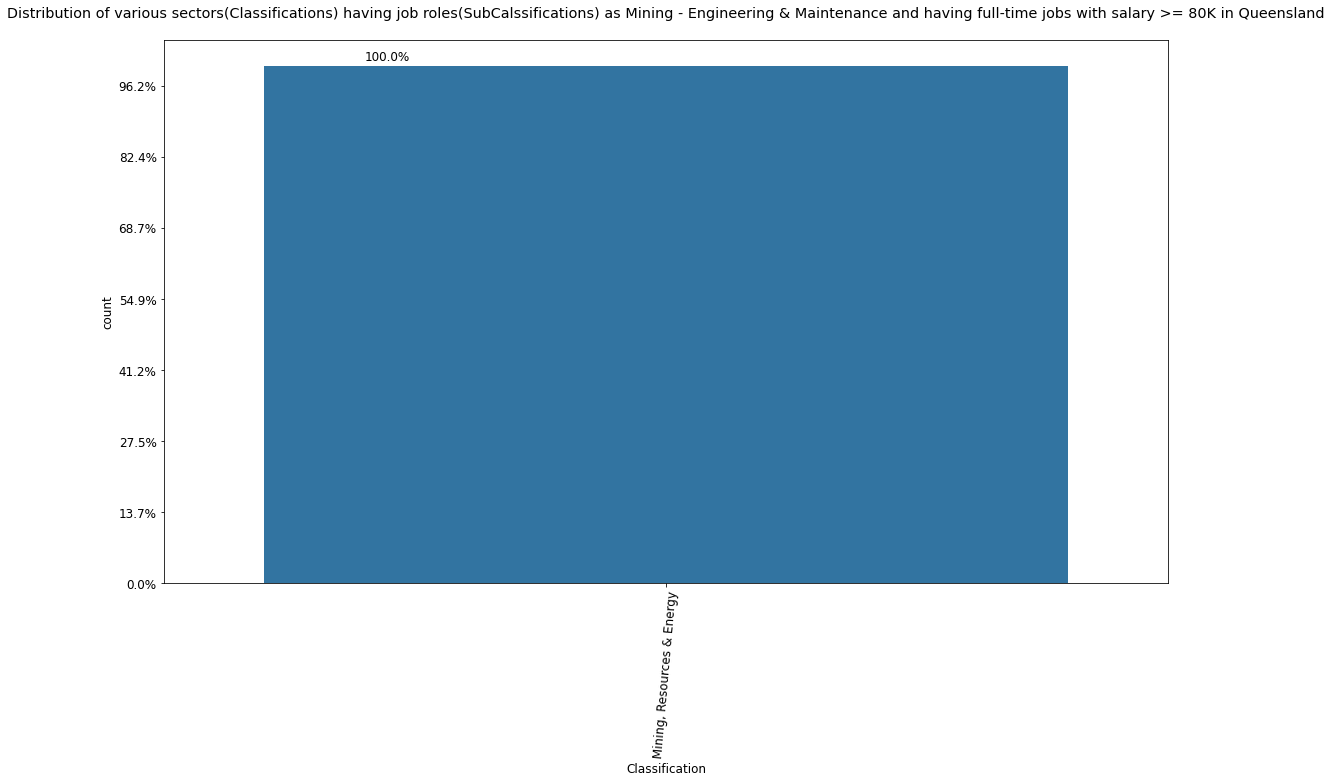 Distribution of various sectors(Classifications) having job roles(SubCalssifications) as Mining - Engineering & Maintenance and having full-time jobs with salary >= 80K in Queensland
100.0%
96.2%
82.4%
68.7%
54.9%
41.2%
27.5%
13.7%
0.0%
count
Mining, Resources & Energy
Classification